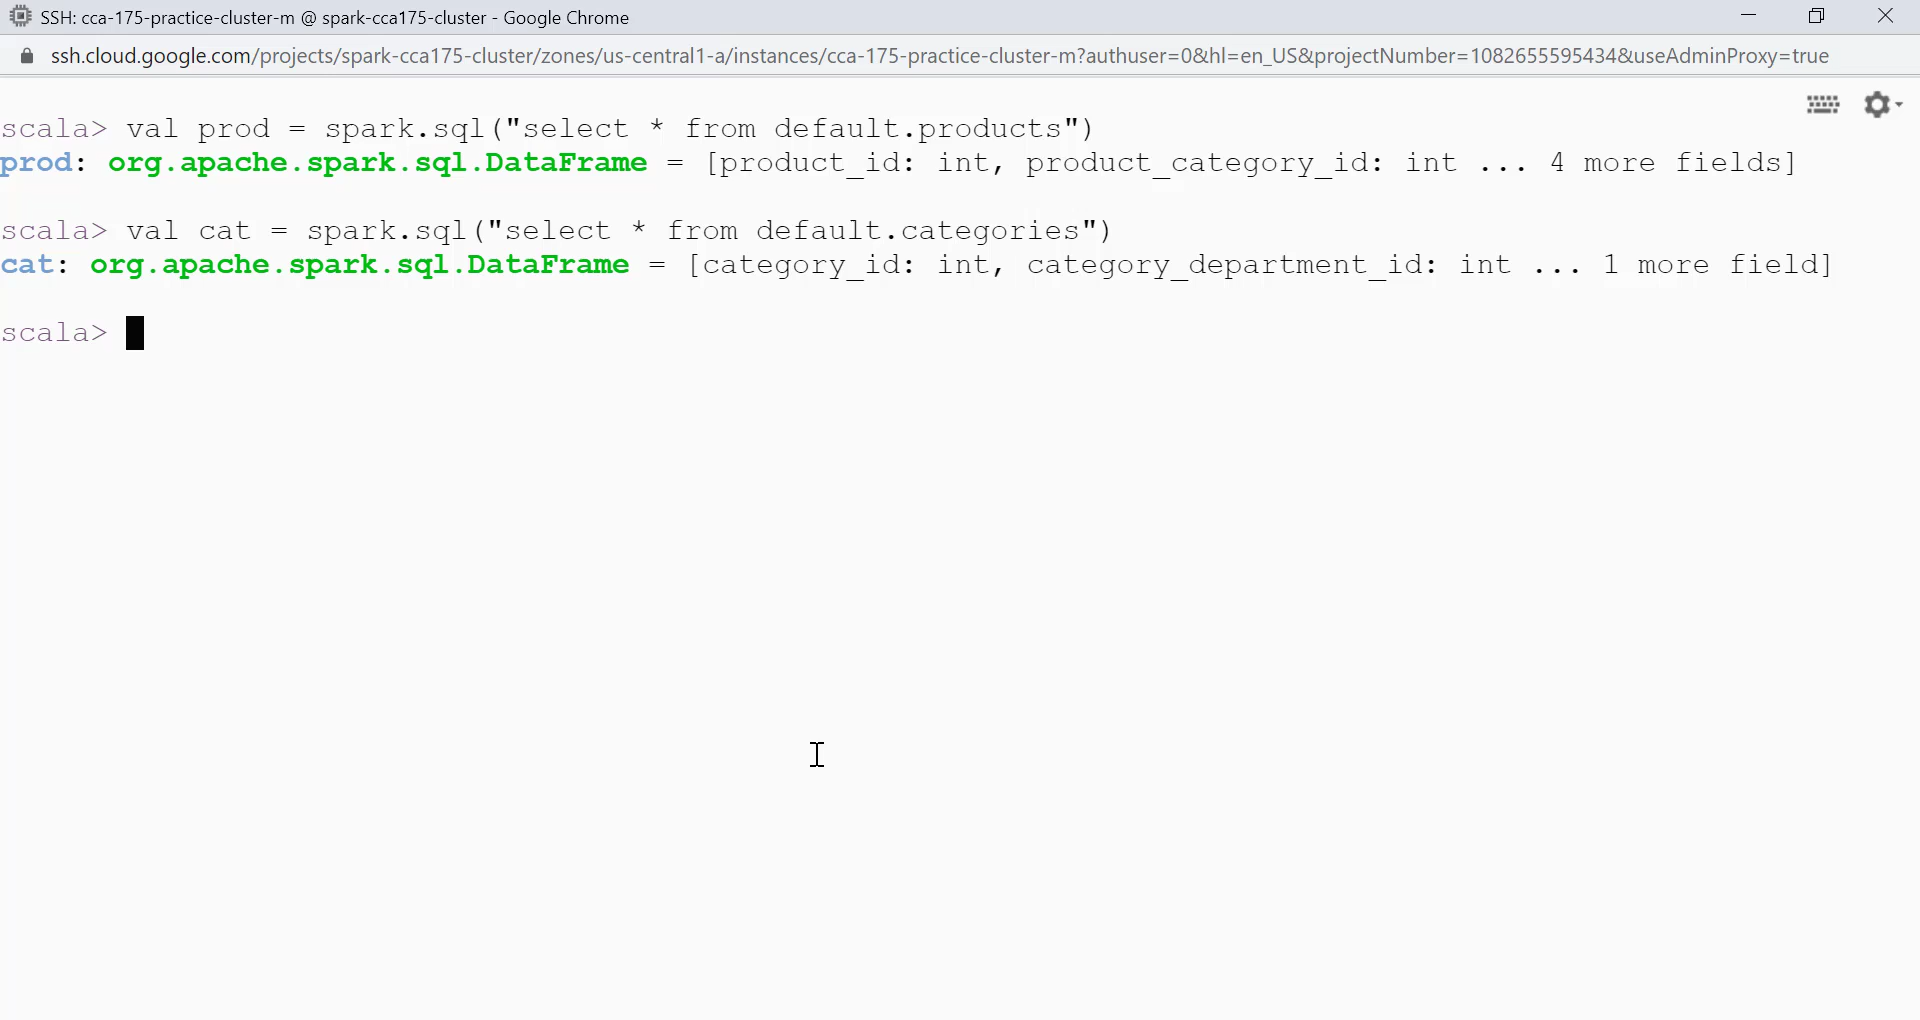 SSH: cca-175-practice-cluster-m @ spark-cca175-cluster - Google Chrome
ssh.cloud.google.com/projects/spark-cca175-cluster/zones/us-central1-a/instances/cca-175-practice-cluster-m?authuser=0&hl=en_US&projectNumber=1082655595434&useAdminProxy=true
scala> val prod = spark.sql("select * from default.products")
prod: org.apache.spark.sql.DataFrame = [product_id: int, product_category_id: int ... 4 more fields]
scala> val cat = spark.sql("select * from default.categories")
cat: org.apache.spark.sql.DataFrame = [category_id: int, category_department_id: int ... 1 more field]
scala>